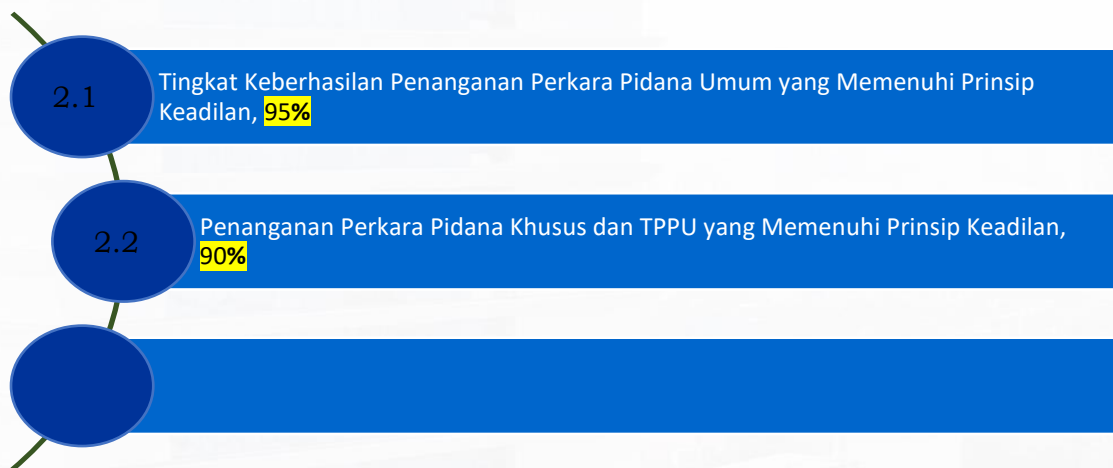 2.1
Tingkat Keberhasilan Penanganan Perkara Pidana Umum yang Memenuhi Prinsip
Keadilan, 95%
2.2
Penanganan Perkara Pidana Khusus dan TPPU yang Memenuhi Prinsip Keadilan,
90%